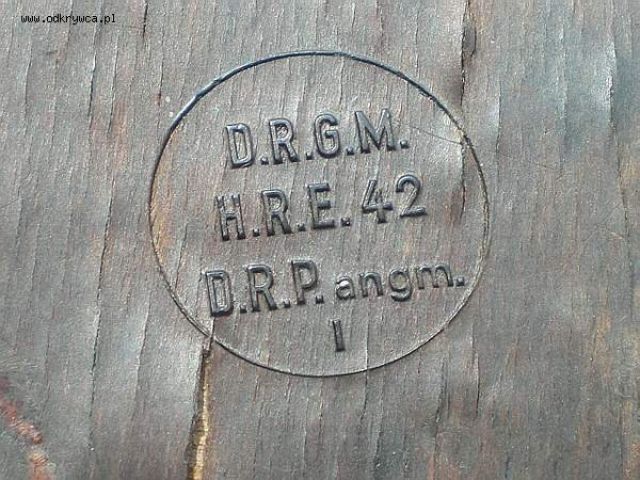 www.odkrywca.pl
D.R.G.M.
H.R.E. 42
D.R.P. angm.
I